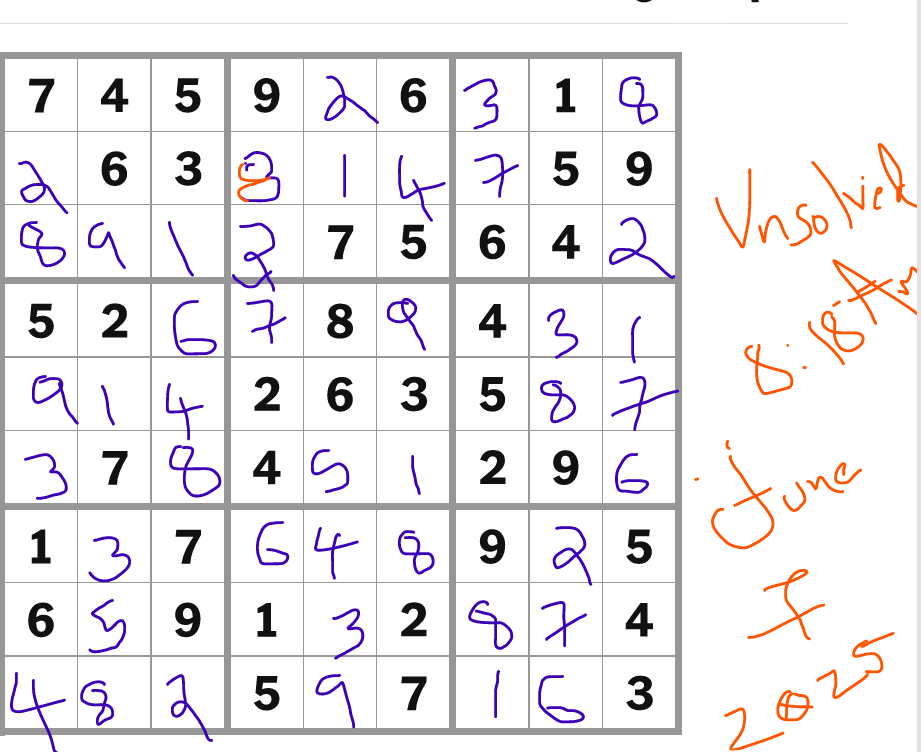 7 4 5 9 2 6 3 1 8
2 6 3 8 1 4 7 5 9
8 9 1 3 7 5 6 4 2
5 2 6 7 8 9 4 3 1
9 1 4 2 6 3 5 8 7
3 7 8 4 5 1 2 9 6
1 3 7 6 4 8 9 2 5
6 5 9 1 3 2 8 7 4
4 8 2 5 9 7 1 6 3
Unsolved
8:18 Am
June
7
2025